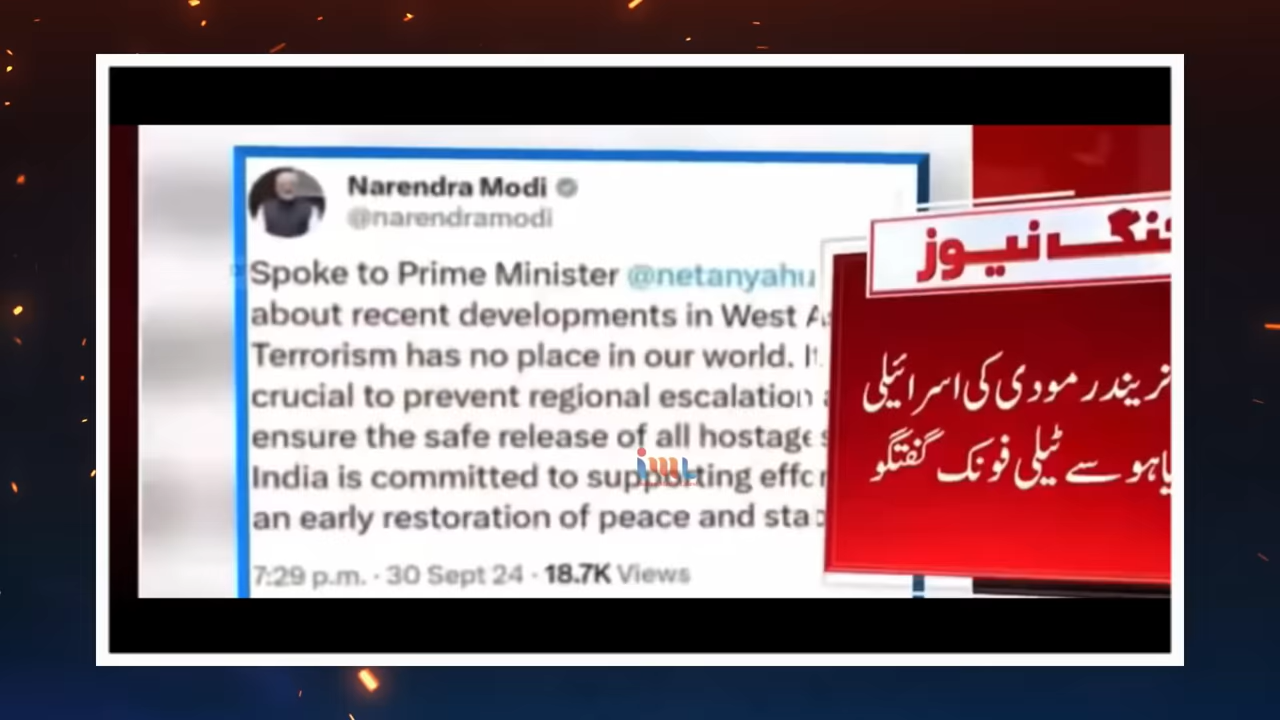 Narendra Modi
@narendramodi
Spoke to Prime Minister @netanyahu
about recent developments in West
Terrorism has no place in our world.
crucial to prevent regional escalation
ensure the safe release of all hostages
India is committed to supporting
an early restoration of peace and
7:29 p.m. · 30 Sept 24 · 18.7K Views
نیوز
نریندر مودی کی اسرائیلی
سے ٹیلی فونک گفتگو